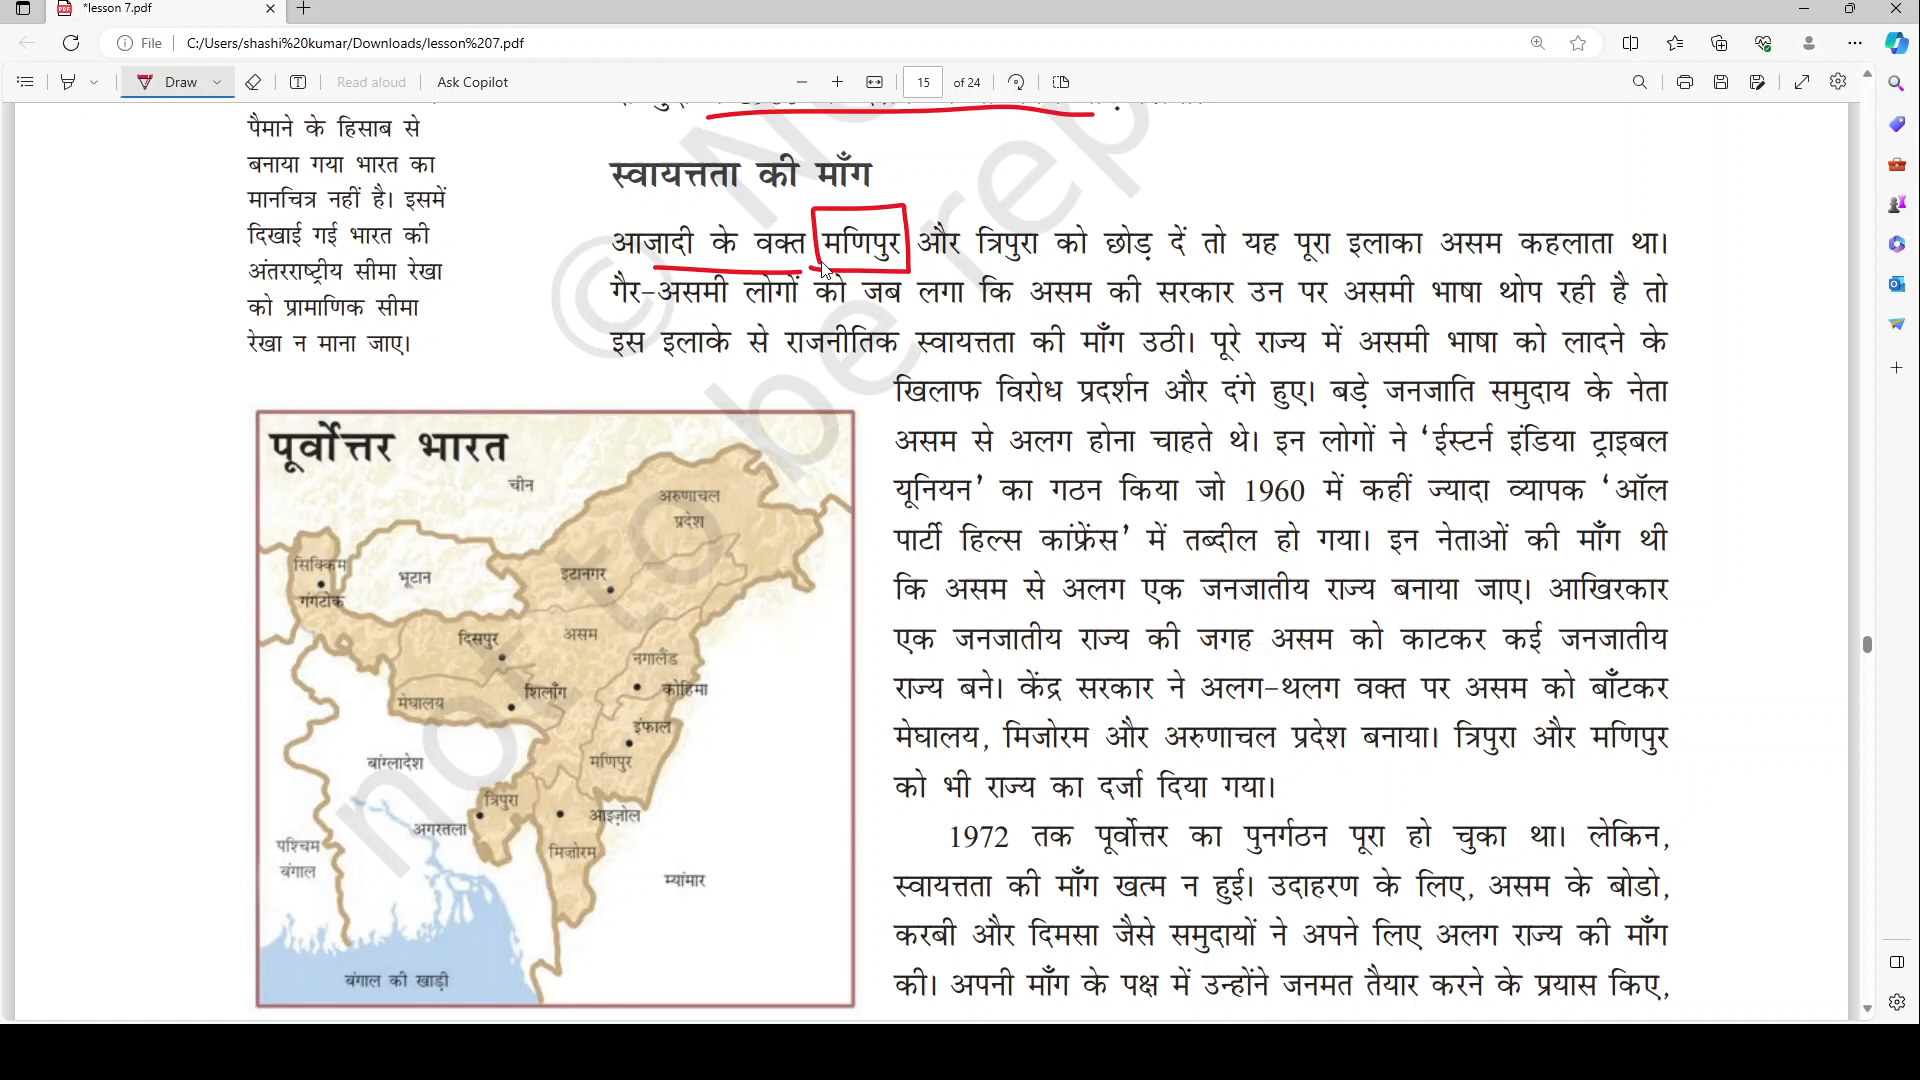 *lesson 7.pdf
File C:/Users/shashi%20kumar/Downloads/lesson%207.pdf
Draw Read aloud Ask Copilot 15 of 24
पैमाने के हिसाब से
बनाया गया भारत का
मानचित्र नहीं है। इसमें
दिखाई गई भारत की
अंतरराष्ट्रीय सीमा रेखा
को प्रामाणिक सीमा
रेखा न माना जाए।
स्वायत्तता की माँग
आजादी के वक्त मणिपुर और त्रिपुरा को छोड़ दें तो यह पूरा इलाका असम कहलाता था।
गैर-असमी लोगों को जब लगा कि असम की सरकार उन पर असमी भाषा थोप रही है तो
इस इलाके से राजनीतिक स्वायत्तता की माँग उठी। पूरे राज्य में असमी भाषा को लादने के
खिलाफ विरोध प्रदर्शन और दंगे हुए। बड़े जनजाति समुदाय के नेता
असम से अलग होना चाहते थे। इन लोगों ने ‘ईस्टर्न इंडिया ट्राइबल
यूनियन’ का गठन किया जो 1960 में कहीं ज्यादा व्यापक ‘ऑल
पार्टी हिल्स कांफ्रेंस’ में तब्दील हो गया। इन नेताओं की माँग थी
कि असम से अलग एक जनजातीय राज्य बनाया जाए। आखिरकार
एक जनजातीय राज्य की जगह असम को काटकर कई जनजातीय
राज्य बने। केंद्र सरकार ने अलग-थलग वक्त पर असम को बाँटकर
मेघालय, मिजोरम और अरुणाचल प्रदेश बनाया। त्रिपुरा और मणिपुर
को भी राज्य का दर्जा दिया गया।
1972 तक पूर्वोत्तर का पुनर्गठन पूरा हो चुका था। लेकिन,
स्वायत्तता की माँग खत्म न हुई। उदाहरण के लिए, असम के बोडो,
करबी और दिमसा जैसे समुदायों ने अपने लिए अलग राज्य की माँग
की। अपनी माँग के पक्ष में उन्होंने जनमत तैयार करने के प्रयास किए,
पूर्वोत्तर भारत
चीन
अरुणाचल
प्रदेश
सिक्किम
भूटान
इटानगर
गंगटोक
दिसपुर
असम
नगालैंड
कोहिमा
शिलाँग
मेघालय
इंफाल
मणिपुर
बांग्लादेश
त्रिपुरा
आइज़ोल
अगरतला
पश्चिम
बंगाल
मिज़ोरम
म्यांमार
बंगाल की खाड़ी
©
not to be rep